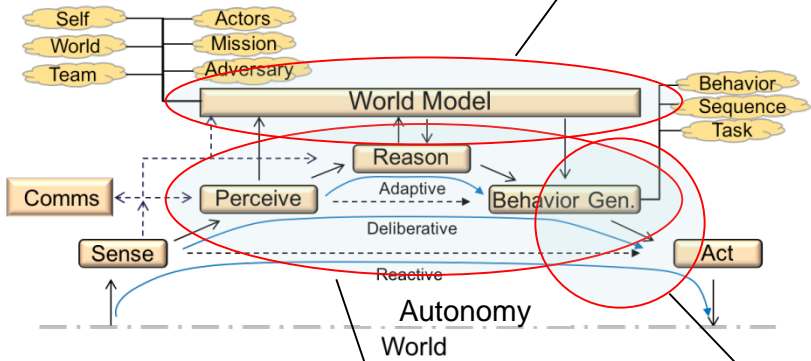 Self
Actors
World
Mission
Team
Adversary
World Model
Behavior
Sequence
Task
Reason
Comms
Perceive
Adaptive
Behavior Gen.
Deliberative
Sense
Act
Reactive
Autonomy
World